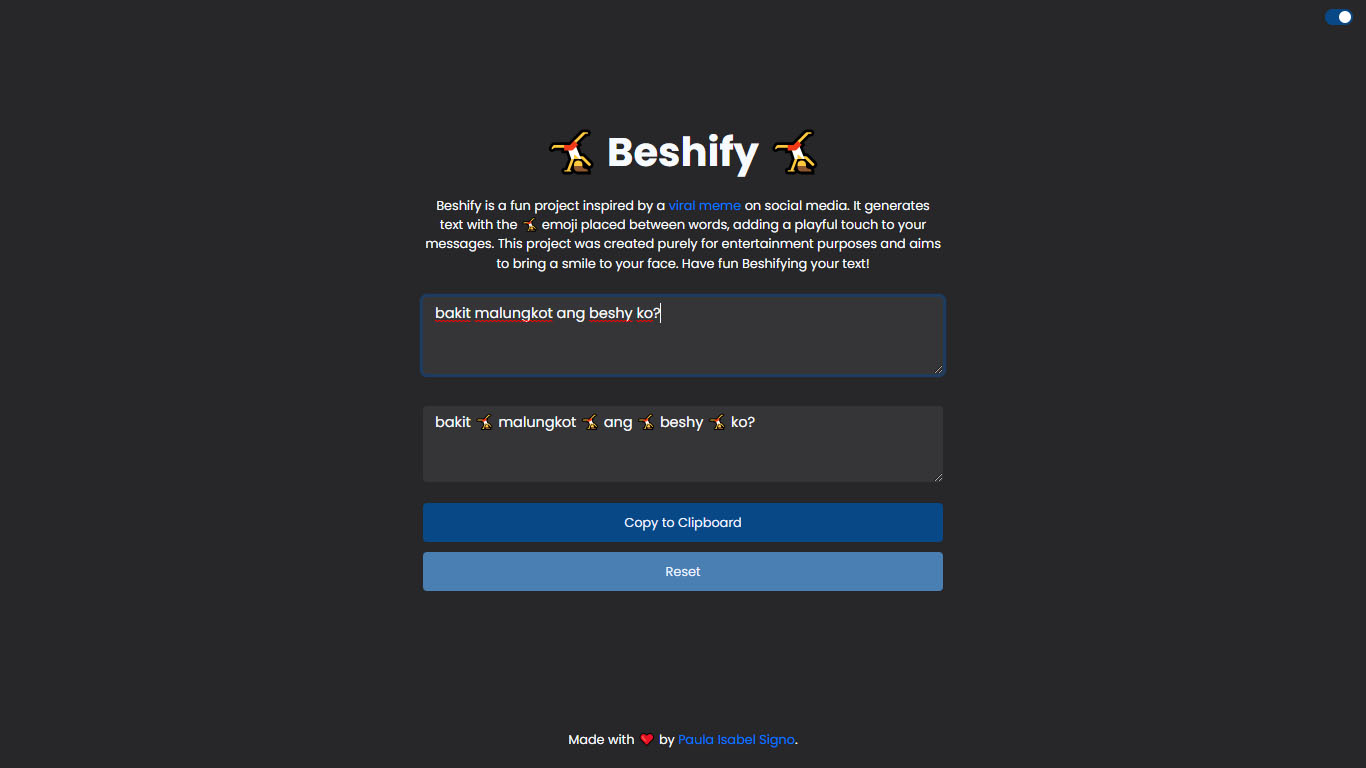 🤸 Beshify 🤸
Beshify is a fun project inspired by a viral meme on social media. It generates
text with the 🤸 emoji placed between words, adding a playful touch to your
messages. This project was created purely for entertainment purposes and aims
to bring a smile to your face. Have fun Beshifying your text!
bakit malungkot ang beshy ko?
bakit 🤸 malungkot 🤸 ang 🤸 beshy 🤸 ko?
Copy to Clipboard
Reset
Made with ❤️ by Paula Isabel Signo.